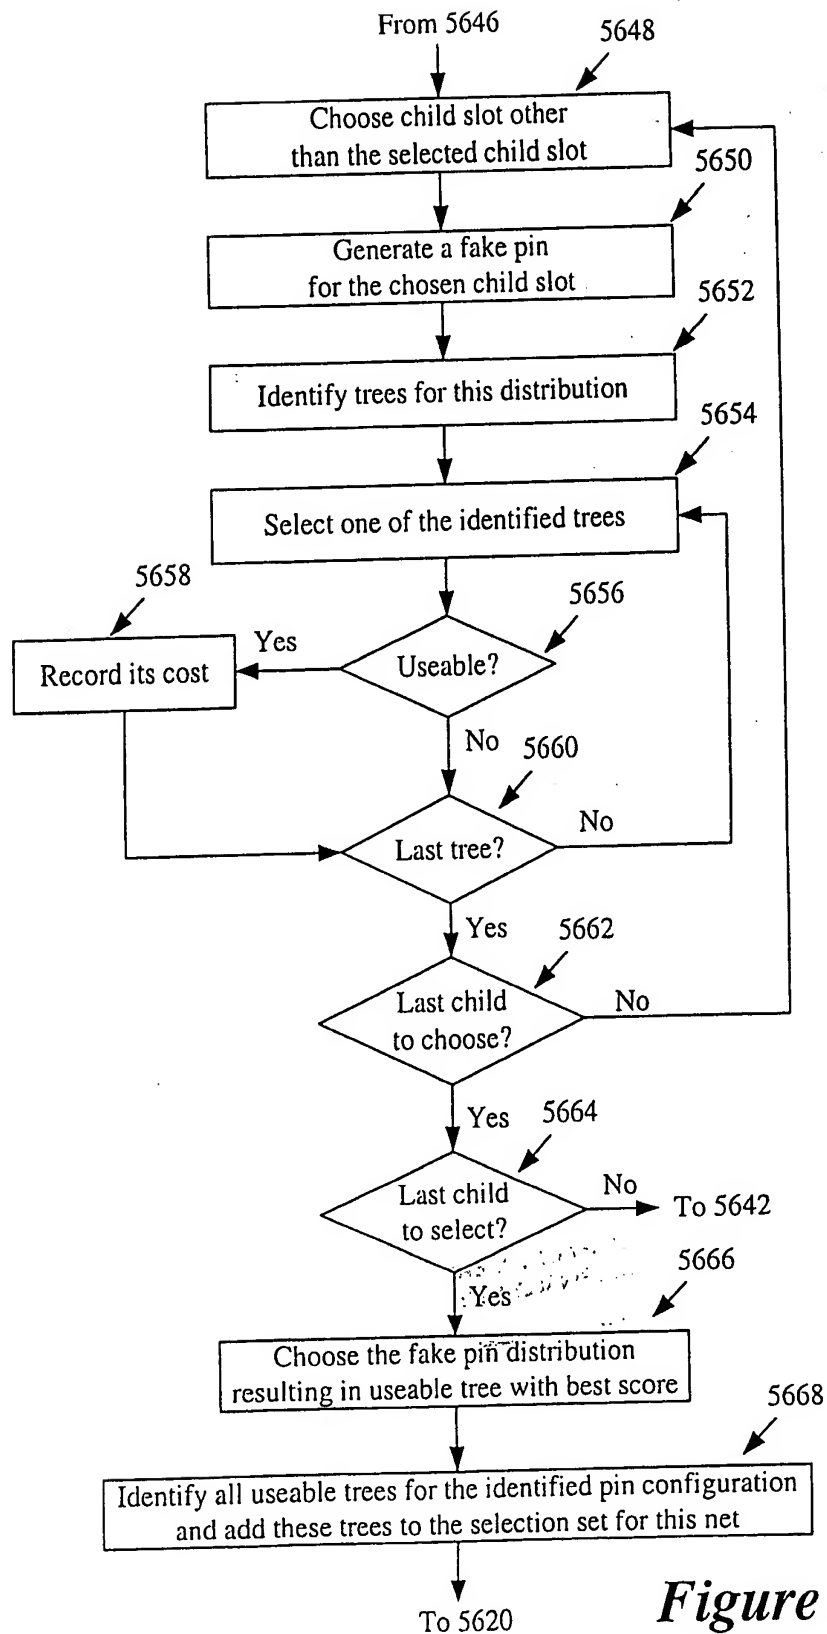 From 5646
5648
Choose child slot other
than the selected child slot
5650
Generate a fake pin
for the chosen child slot
5652
Identify trees for this distribution
5654
Select one of the identified trees
5658
5656
Yes
Record its cost
Useable?
No
5660
Last tree?
No
Yes
5662
Last child
to choose?
No
Yes
5664
Last child
to select?
No
To 5642
Yes
5666
Choose the fake pin distribution
resulting in useable tree with best score
5668
Identify all useable trees for the identified pin configuration
and add these trees to the selection set for this net
To 5620
Figure